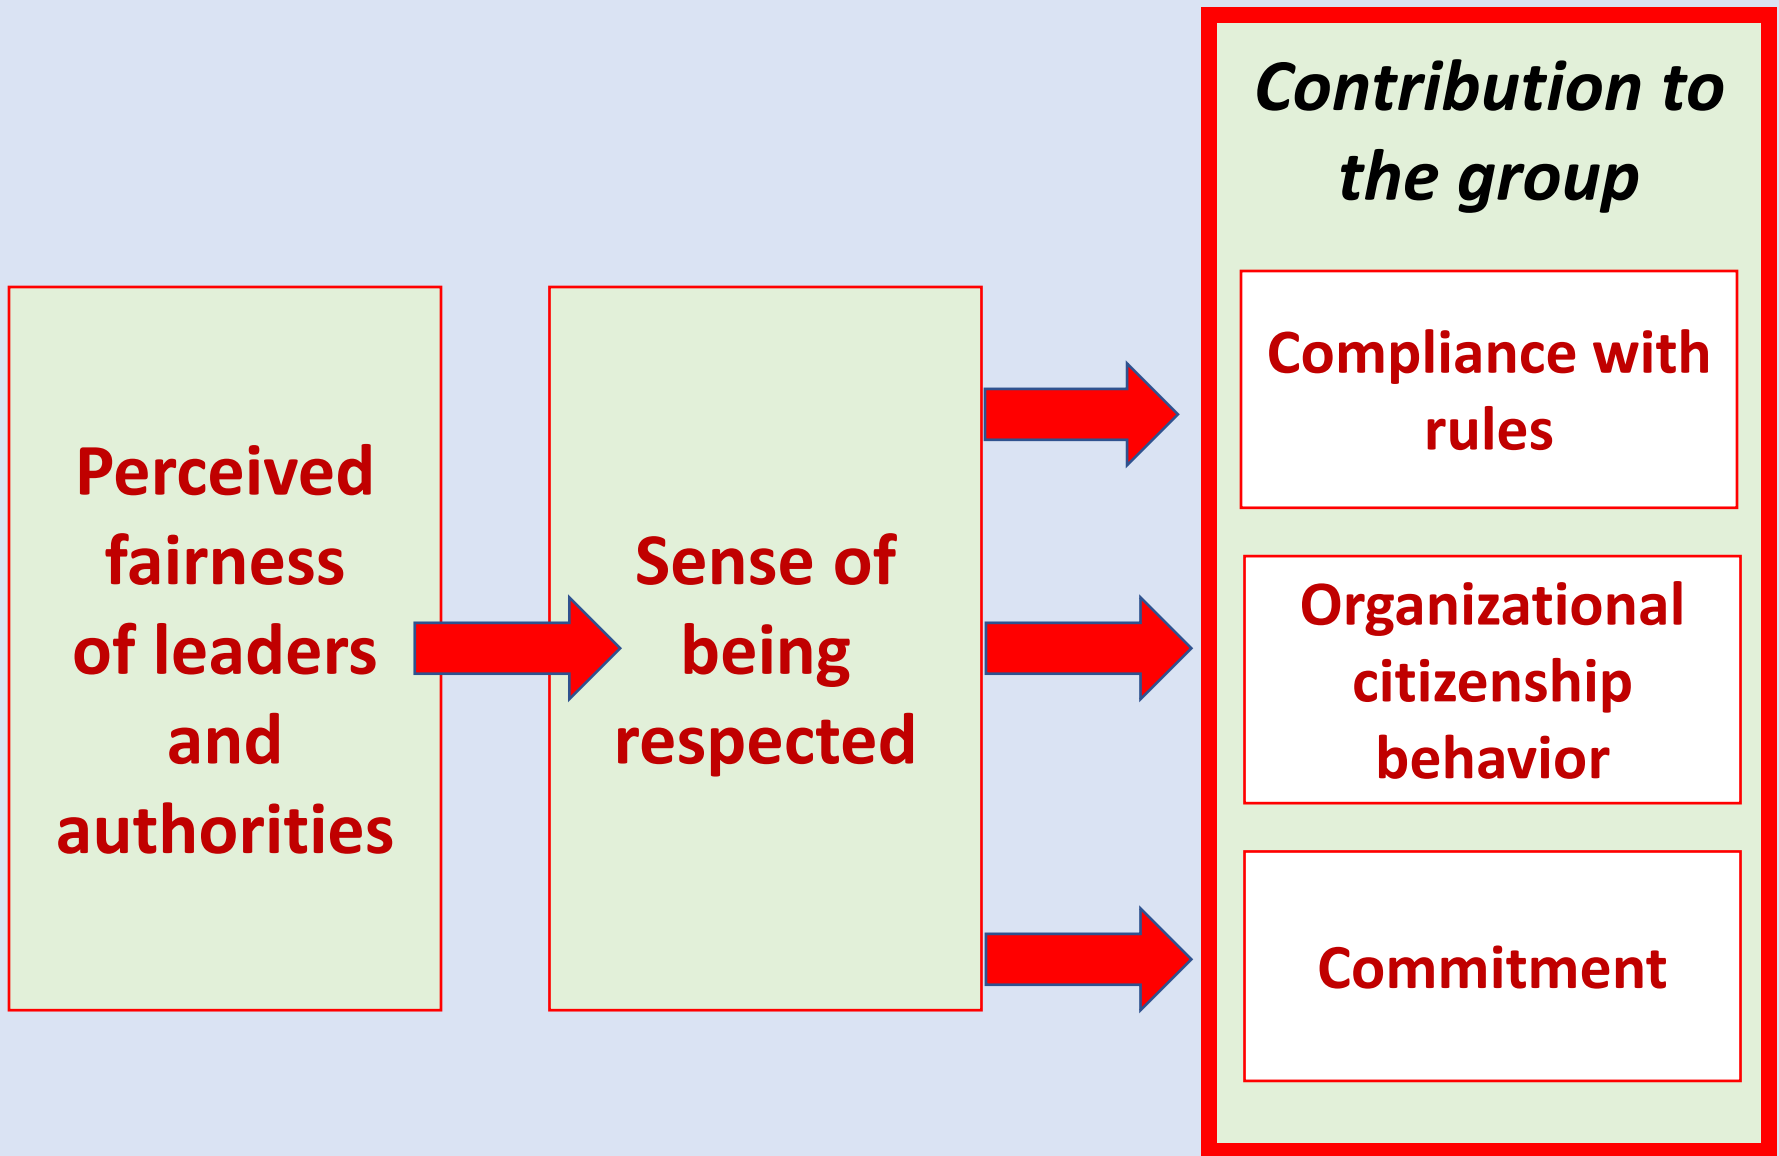 Perceived
fairness
of leaders
and
authorities
Sense of
being
respected
Contribution to
the group
Compliance with
rules
Organizational
citizenship
behavior
Commitment